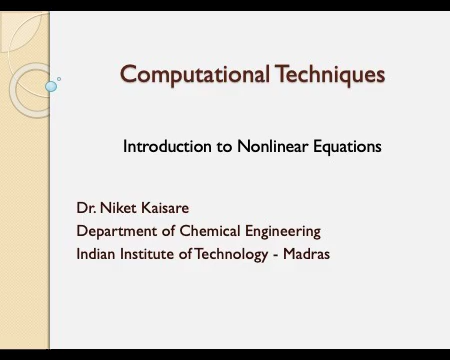 Computational Techniques
Introduction to Nonlinear Equations
Dr. Niket Kaisare
Department of Chemical Engineering
Indian Institute of Technology - Madras